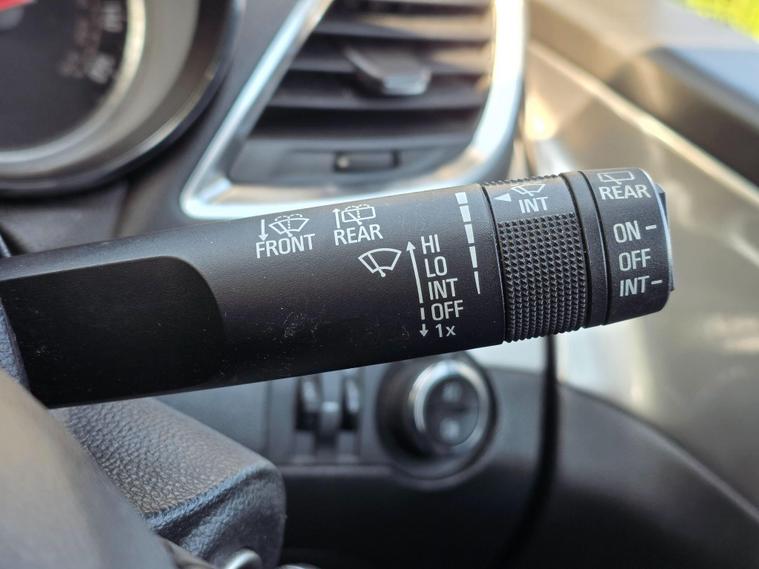 FRONT
REAR
HI
LO
INT
OFF
1x
INT
REAR
ON
OFF
INT